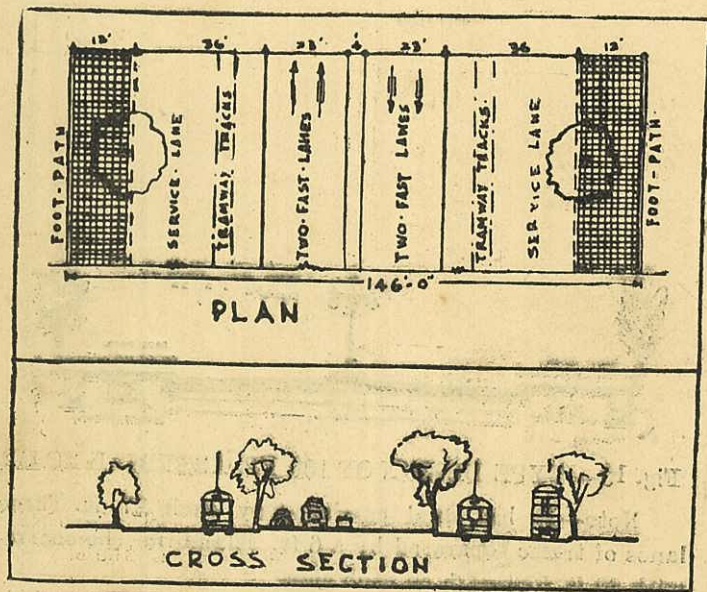 12' 36' 23' 4' 23' 36 12'
FOOT-PATH
SERVICE-LANE
TRAMWAY TRACKS
TWO-FAST-LANES
TWO-FAST LANES
TRAMWAY TRACKS
SERVICE LANE
FOOT-PATH
146'-0"
PLAN
CROSS SECTION